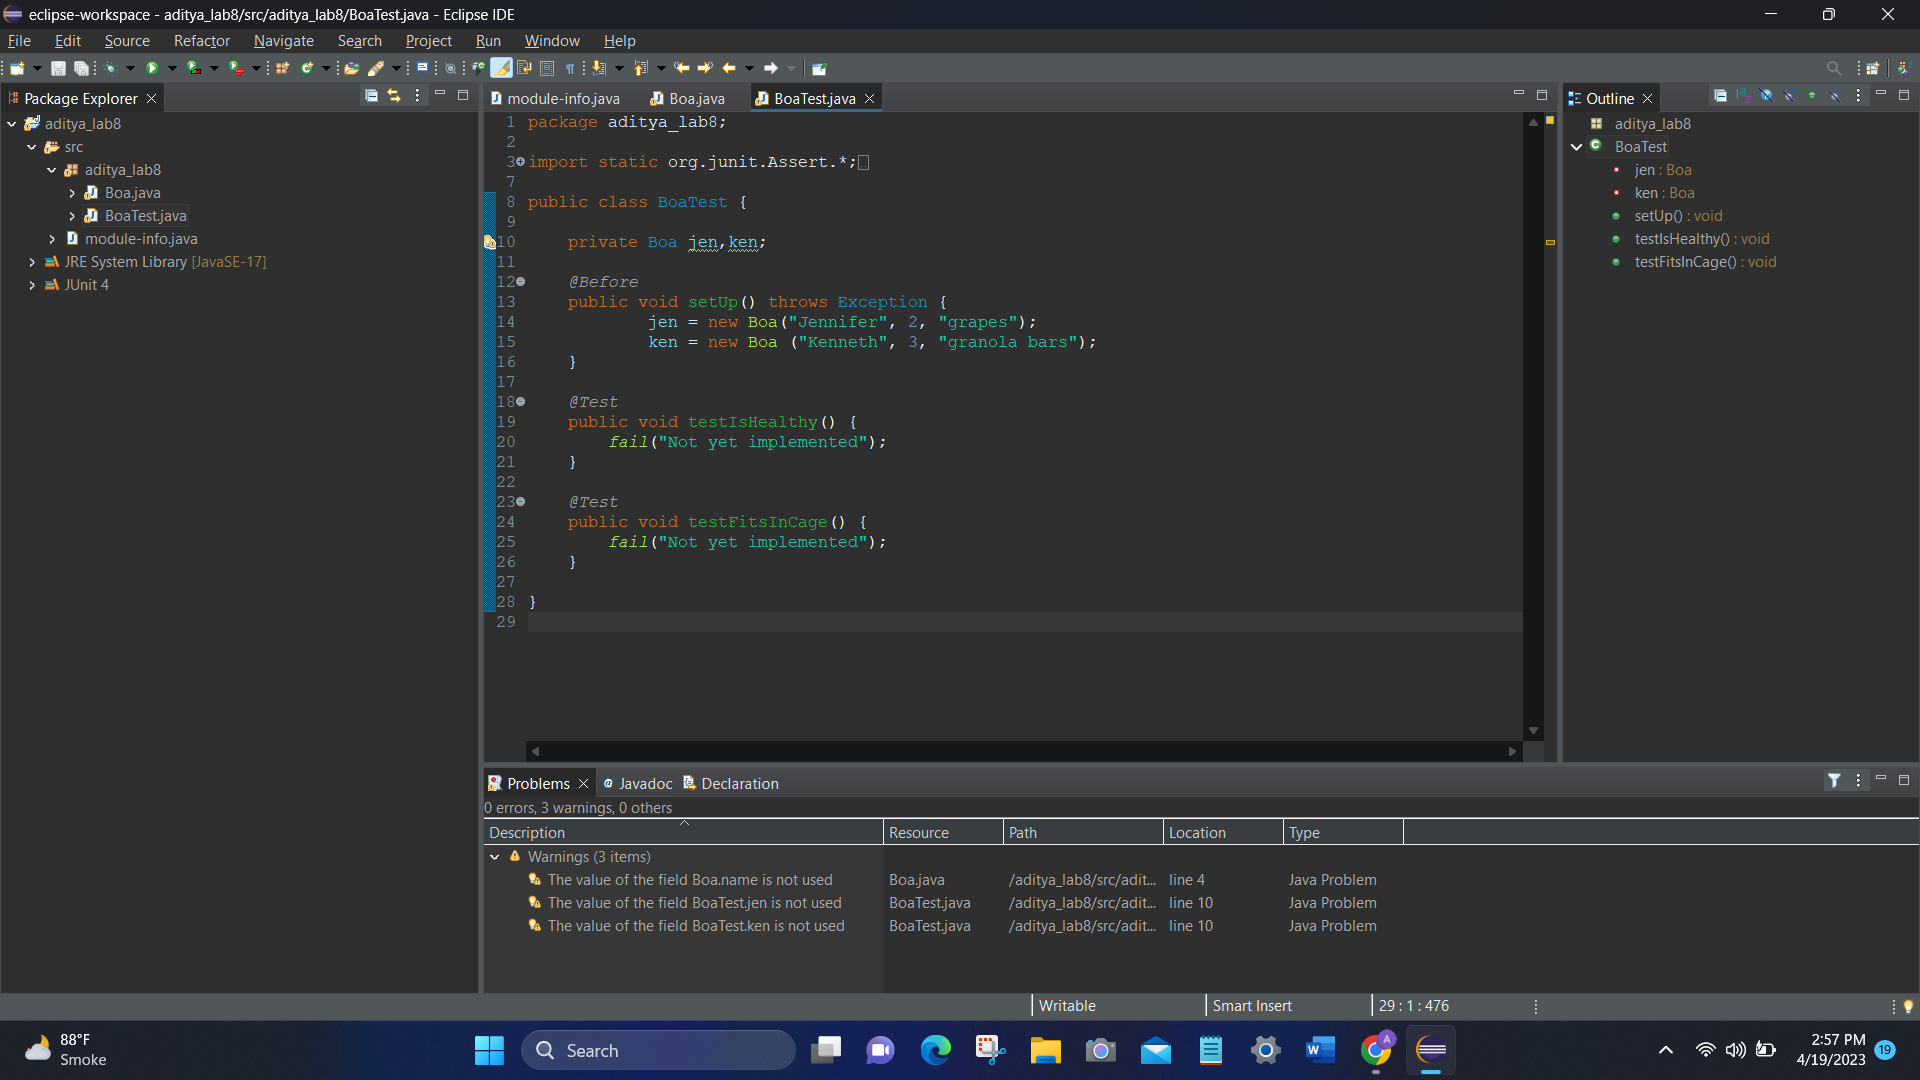 eclipse-workspace - aditya_lab8/src/aditya_lab8/BoaTest.java - Eclipse IDE
File Edit Source Refactor Navigate Search Project Run Window Help
Package Explorer
aditya_lab8
src
aditya_lab8
Boa.java
BoaTest.java
module-info.java
JRE System Library [JavaSE-17]
JUnit 4
module-info.java Boa.java BoaTest.java
1 package aditya_lab8;
2
3 import static org.junit.Assert.*;
7
8 public class BoaTest {
9
10 private Boa jen,ken;
11
12 @Before
13 public void setUp() throws Exception {
14 jen = new Boa("Jennifer", 2, "grapes");
15 ken = new Boa ("Kenneth", 3, "granola bars");
16 }
17
18 @Test
19 public void testIsHealthy() {
20 fail("Not yet implemented");
21 }
22
23 @Test
24 public void testFitsInCage() {
25 fail("Not yet implemented");
26 }
27
28 }
29
Outline
aditya_lab8
BoaTest
jen : Boa
ken : Boa
setUp() : void
testIsHealthy() : void
testFitsInCage() : void
Problems Javadoc Declaration
0 errors, 3 warnings, 0 others
Description Resource Path Location Type
Warnings (3 items)
The value of the field Boa.name is not used Boa.java /aditya_lab8/src/adit... line 4 Java Problem
The value of the field BoaTest.jen is not used BoaTest.java /aditya_lab8/src/adit... line 10 Java Problem
The value of the field BoaTest.ken is not used BoaTest.java /aditya_lab8/src/adit... line 10 Java Problem
Writable Smart Insert 29 : 1 : 476
88°F
Smoke
Search
2:57 PM
4/19/2023
19